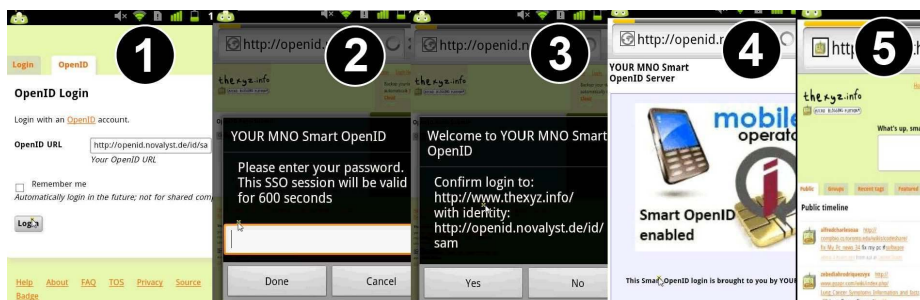 1
Login
OpenID
OpenID Login
Login with an OpenID account.
OpenID URL
http://openid.novalyst.de/id/sa
Your OpenID URL
Remember me
Automatically login in the future; not for shared comp
Login
Help About FAQ TOS Privacy Source
Badge
2
http://openid.
thexyz.info
YOUR MNO Smart OpenID
Please enter your password.
This SSO session will be valid
for 600 seconds
Done
Cancel
3
http://openid.n
thexyz.info
Welcome to YOUR MNO Smart
OpenID
Confirm login to:
http://www.thexyz.info/
with identity:
http://openid.novalyst.de/id/
sam
Yes
No
4
http://openid.r
YOUR MNO Smart
OpenID Server
mobile
operato
Smart OpenID
enabled
This Smart OpenID login is brought to you by YOUR
5
http
thexyz.info
What's up, sm
Public
Groups
Recent tags
Featured
Public timeline